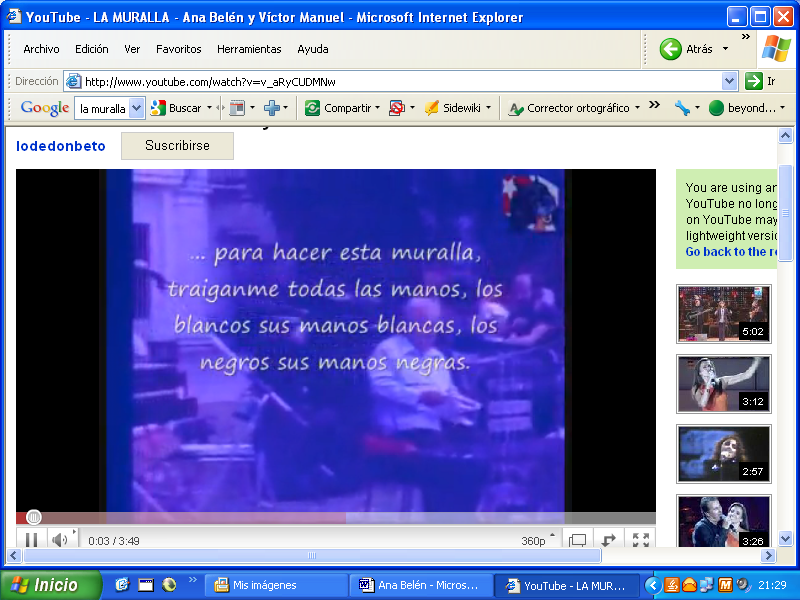 YouTube - LA MURALLA - Ana Belén y Víctor Manuel - Microsoft Internet Explorer
Archivo Edición Ver Favoritos Herramientas Ayuda Atrás »
Dirección http://www.youtube.com/watch?v=v_aRyCUDMNw Ir
Google la muralla Buscar Compartir Sidewiki Corrector ortográfico » beyond...
lodedonbeto Suscribirse
... para hacer esta muralla,
traiganme todas las manos, los
blancos sus manos blancas, los
negros sus manos negras.
You are using an
YouTube no long
on YouTube may
lightweight versio
Go back to the re
5:02
3:12
2:57
3:26
0:03 / 3:49 360p
Inicio » Mis imágenes Ana Belén - Micros... YouTube - LA MUR... 21:29